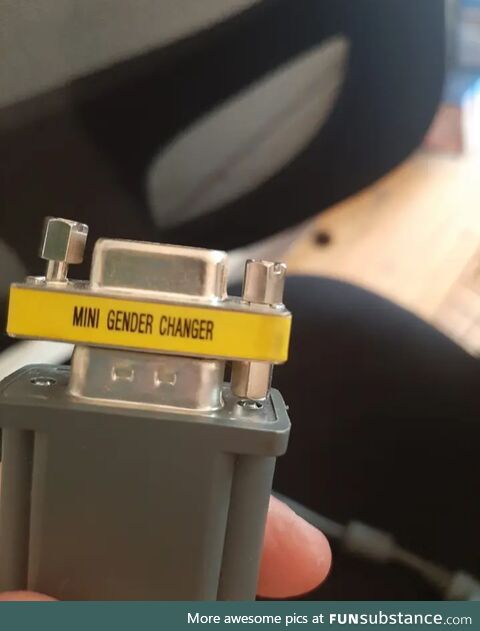 MINI GENDER CHANGER
More awesome pics at FUNsubstance.com